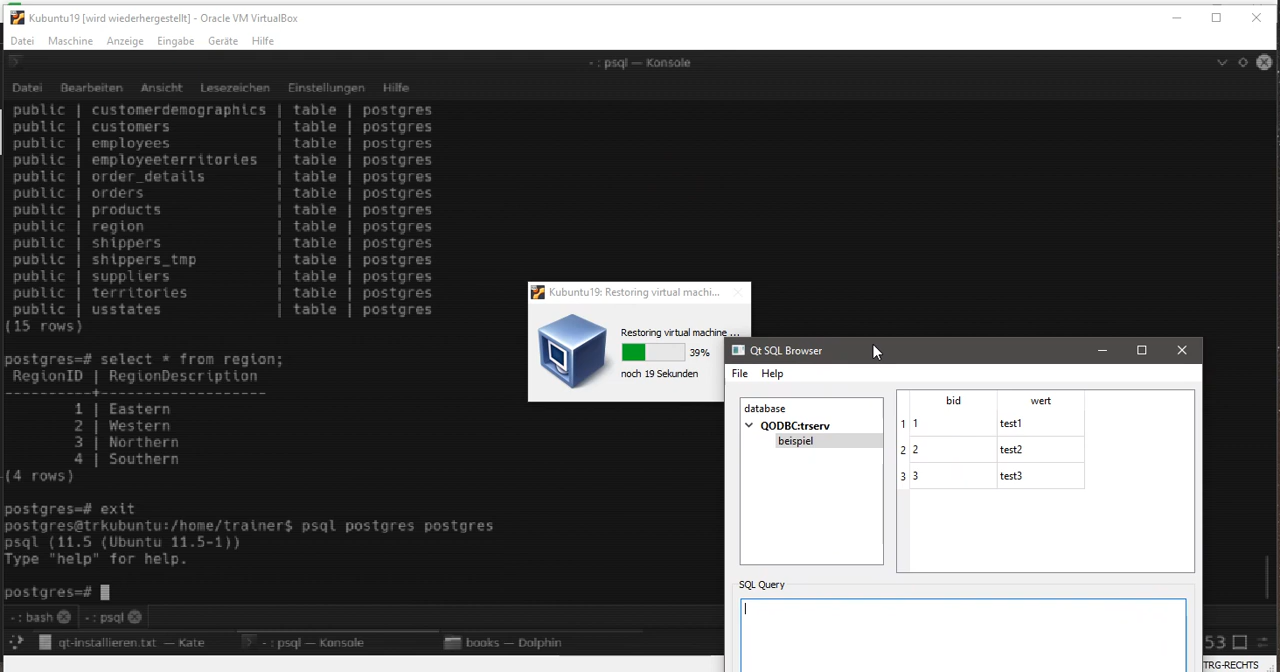 Kubuntu19 [wird wiederhergestellt] - Oracle VM VirtualBox
Datei Maschine Anzeige Eingabe Geräte Hilfe
- : psql — Konsole
Datei Bearbeiten Ansicht Lesezeichen Einstellungen Hilfe
public | customerdemographics | table | postgres
public | customers | table | postgres
public | employees | table | postgres
public | employeeterritories | table | postgres
public | order_details | table | postgres
public | orders | table | postgres
public | products | table | postgres
public | region | table | postgres
public | shippers | table | postgres
public | shippers_tmp | table | postgres
public | suppliers | table | postgres
public | territories | table | postgres
public | usstates | table | postgres
(15 rows)
postgres=# select * from region;
RegionID | RegionDescription
----------+-------------------
1 | Eastern
2 | Western
3 | Northern
4 | Southern
(4 rows)
postgres=# exit
postgres@trkubuntu:/home/trainer$ psql postgres postgres
psql (11.5 (Ubuntu 11.5-1))
Type "help" for help.
postgres=#
- : bash - : psql
qt-installieren.txt — Kate - : psql — Konsole books — Dolphin
Kubuntu19: Restoring virtual machi...
Restoring virtual machine ...
39%
noch 19 Sekunden
Qt SQL Browser
File Help
database
QODBC:trserv
beispiel
bid wert
1 1 test1
2 2 test2
3 3 test3
SQL Query
53
TRG-RECHTS